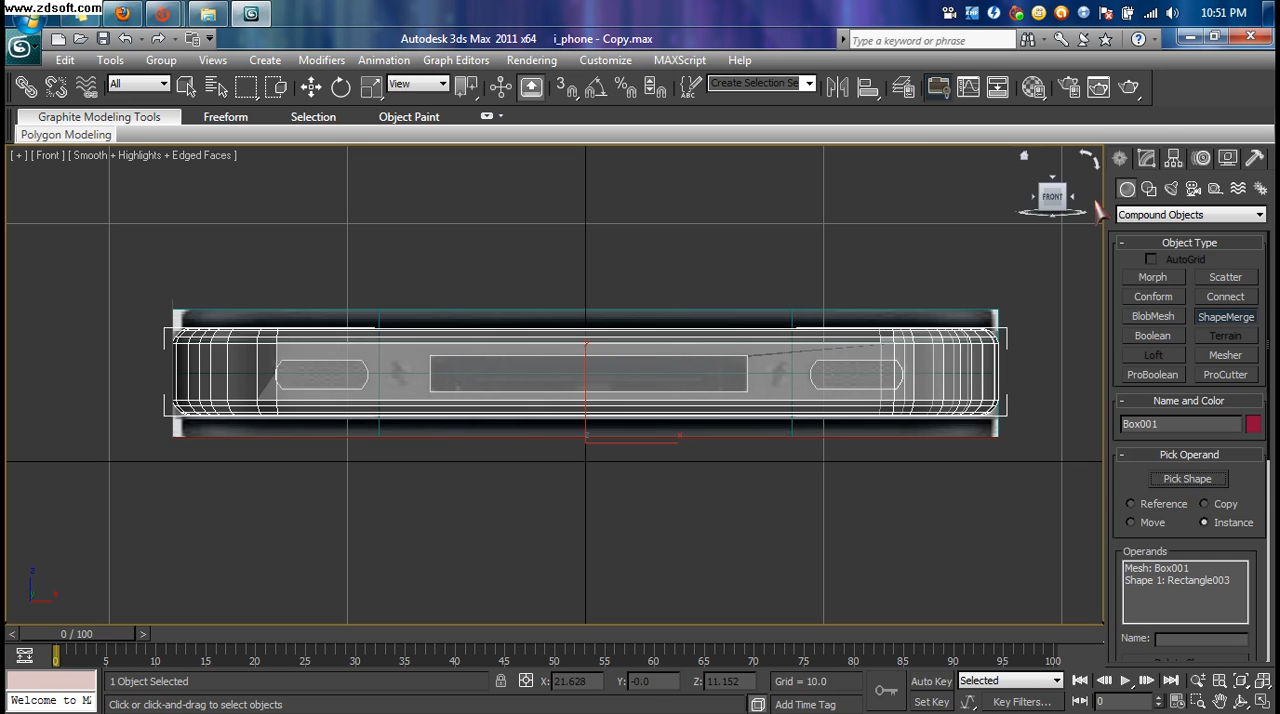 www.zdsoft.com
10:51 PM
Autodesk 3ds Max 2011 x64 i_phone - Copy.max
Type a keyword or phrase
Edit Tools Group Views Create Modifiers Animation Graph Editors Rendering Customize MAXScript Help
All View 3 Create Selection Se
Graphite Modeling Tools Freeform Selection Object Paint
Polygon Modeling
[ + ] [ Front ] [ Smooth + Highlights + Edged Faces ]
FRONT
Compound Objects
- Object Type
AutoGrid
Morph Scatter
Conform Connect
BlobMesh ShapeMerge
Boolean Terrain
Loft Mesher
ProBoolean ProCutter
- Name and Color
Box001
- Pick Operand
Pick Shape
Reference Copy
Move Instance
Operands
Mesh: Box001
Shape 1: Rectangle003
Name:
z
x
z
y x
< 0 / 100 >
0 5 10 15 20 25 30 35 40 45 50 55 60 65 70 75 80 85 90 95 100
1 Object Selected X: 21.628 Y: -0.0 Z: 11.152 Grid = 10.0 Auto Key Selected
Welcome to M
Click or click-and-drag to select objects Add Time Tag Set Key Key Filters... 0